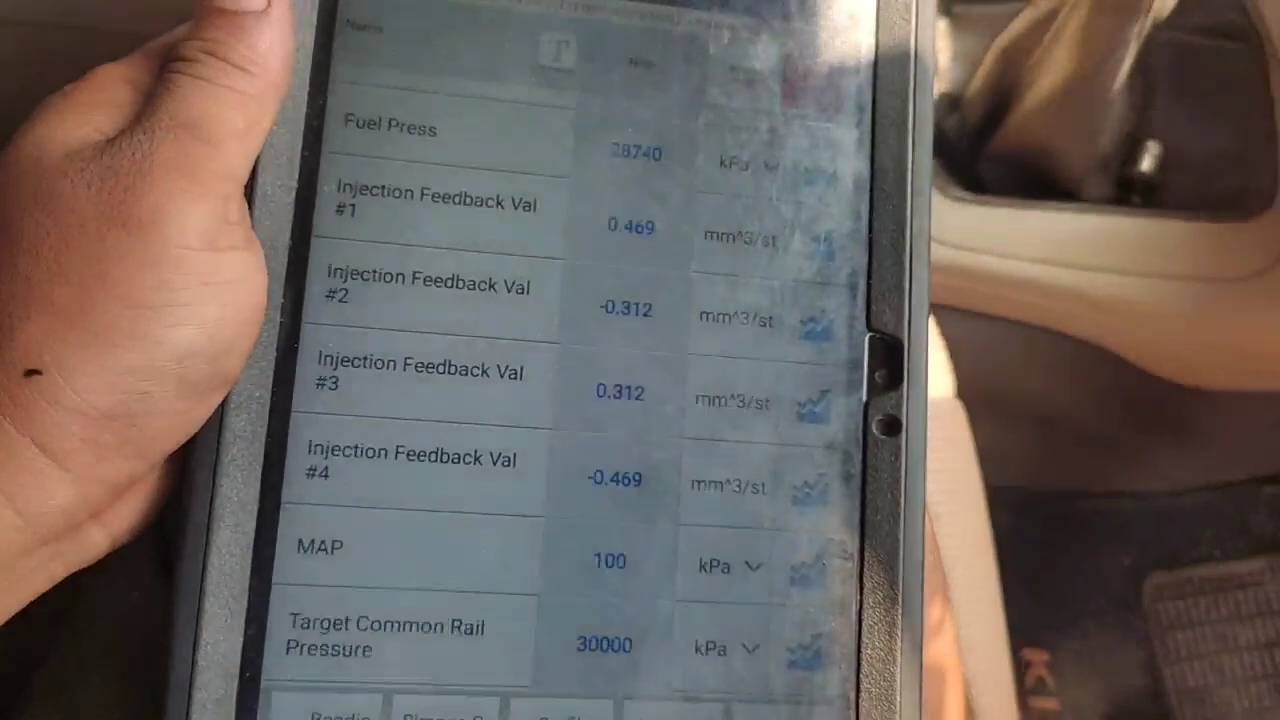 Name
T
Fuel Press
28740
kPa
Injection Feedback Val
#1
0.469
mm^3/st
Injection Feedback Val
#2
-0.312
mm^3/st
Injection Feedback Val
#3
0.312
mm^3/st
Injection Feedback Val
#4
-0.469
mm^3/st
MAP
100
kPa
Target Common Rail
Pressure
30000
kPa